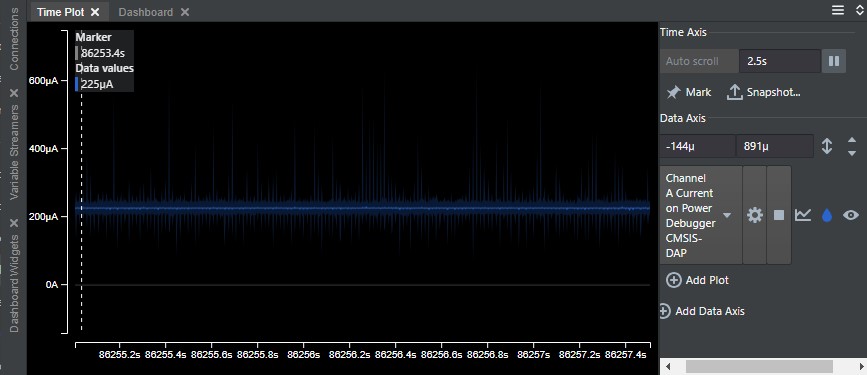 Connections
Variable Streamers
Dashboard Widgets
Time Plot
Dashboard
Marker
86253.4s
Data values
225µA
600µA
400µA
200µA
0A
86255.2s 86255.4s 86255.6s 86255.8s 86256s 86256.2s 86256.4s 86256.6s 86256.8s 86257s 86257.2s 86257.4s
Time Axis
Auto scroll 2.5s
Mark Snapshot...
Data Axis
-144µ 891µ
Channel
A Current
on Power
Debugger
CMSIS-
DAP
Add Plot
Add Data Axis